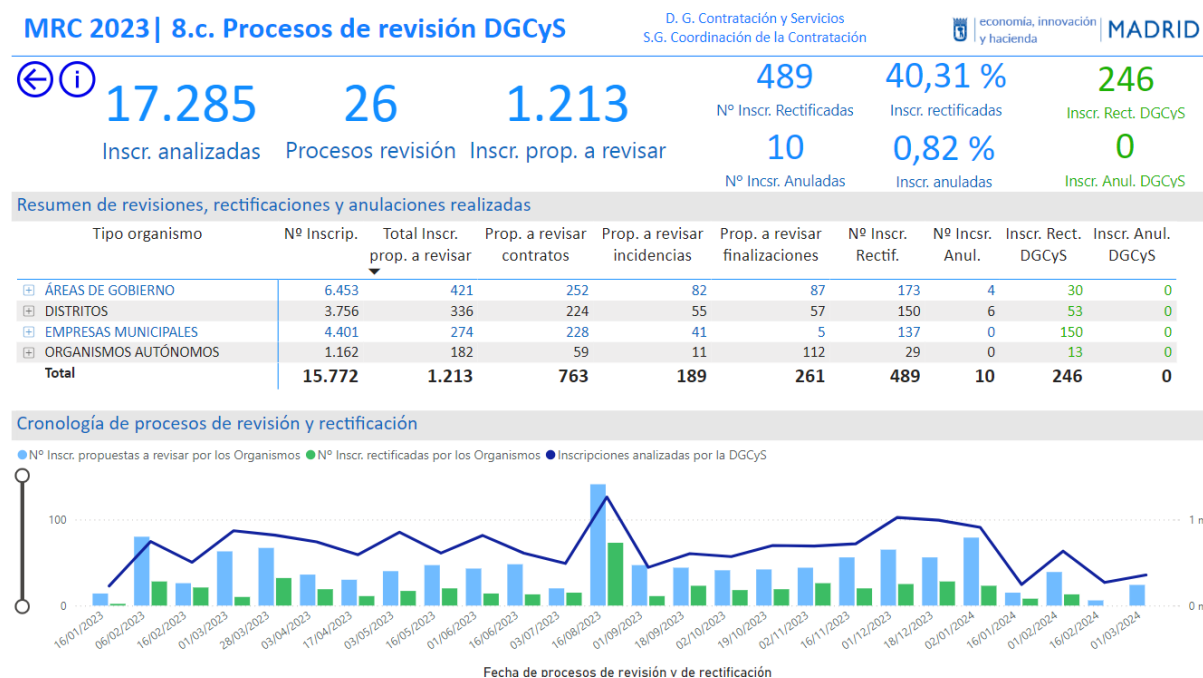 MRC 2023| 8.c. Procesos de revisión DGCyS
D. G. Contratación y Servicios
S.G. Coordinación de la Contratación
economía, innovación
y hacienda
MADRID
17.285
Inscr. analizadas
26
Procesos revisión
1.213
Inscr. prop. a revisar
489
Nº Inscr. Rectificadas
40,31 %
Inscr. rectificadas
246
Inscr. Rect. DGCyS
10
Nº Incsr. Anuladas
0,82 %
Inscr. anuladas
0
Inscr. Anul. DGCyS
Resumen de revisiones, rectificaciones y anulaciones realizadas
Tipo organismo Nº Inscrip. Total Inscr. prop. a revisar Prop. a revisar contratos Prop. a revisar incidencias Prop. a revisar finalizaciones Nº Inscr. Rectif. Nº Incsr. Anul. Inscr. Rect. DGCyS Inscr. Anul. DGCyS
ÁREAS DE GOBIERNO 6.453 421 252 82 87 173 4 30 0
DISTRITOS 3.756 336 224 55 57 150 6 53 0
EMPRESAS MUNICIPALES 4.401 274 228 41 5 137 0 150 0
ORGANISMOS AUTÓNOMOS 1.162 182 59 11 112 29 0 13 0
Total 15.772 1.213 763 189 261 489 10 246 0
Cronología de procesos de revisión y rectificación
Nº Inscr. propuestas a revisar por los Organismos Nº Inscr. rectificadas por los Organismos Inscripciones analizadas por la DGCyS
100
1 m
0
0 m
16/01/2023 06/02/2023 16/02/2023 01/03/2023 28/03/2023 03/04/2023 17/04/2023 03/05/2023 16/05/2023 01/06/2023 16/06/2023 03/07/2023 16/08/2023 01/09/2023 18/09/2023 02/10/2023 19/10/2023 02/11/2023 16/11/2023 01/12/2023 18/12/2023 02/01/2024 16/01/2024 01/02/2024 16/02/2024 01/03/2024
Fecha de procesos de revisión y de rectificación